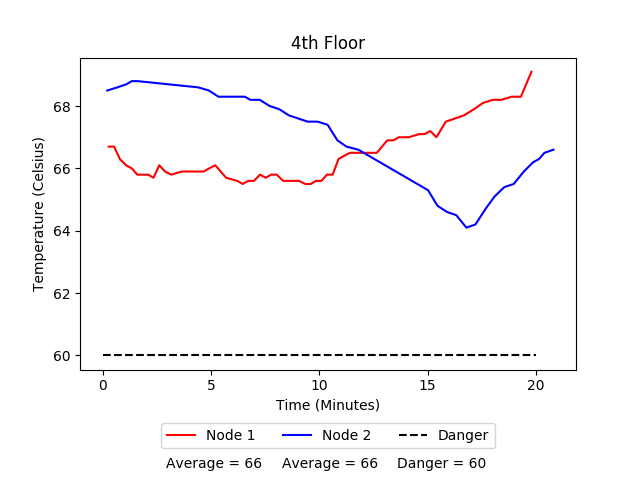 4th Floor
Temperature (Celsius)
68
66
64
62
60
0 5 10 15 20
Time (Minutes)
Node 1 Node 2 Danger
Average = 66 Average = 66 Danger = 60